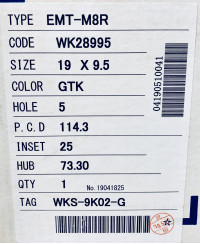 TYPE EMT-M8R
CODE WK28995
SIZE 19 X 9.5
COLOR GTK
HOLE 5
P.C.D 114.3
INSET 25
HUB 73.30
QTY 1 No.19041825
TAG WKS-9K02-G
04190510041